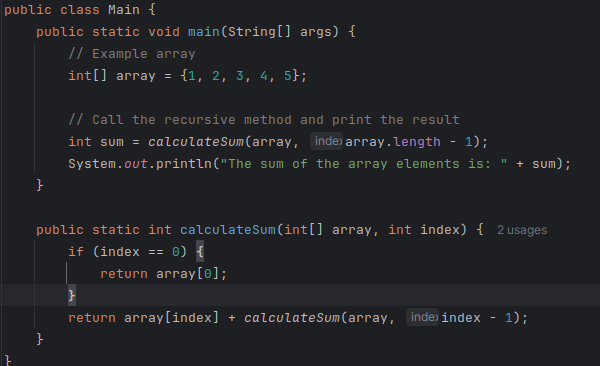 public class Main {
public static void main(String[] args) {
// Example array
int[] array = {1, 2, 3, 4, 5};
// Call the recursive method and print the result
int sum = calculateSum(array, index array.length - 1);
System.out.println("The sum of the array elements is: " + sum);
}
public static int calculateSum(int[] array, int index) { 2 usages
if (index == 0) {
return array[0];
}
return array[index] + calculateSum(array, index index - 1);
}
}